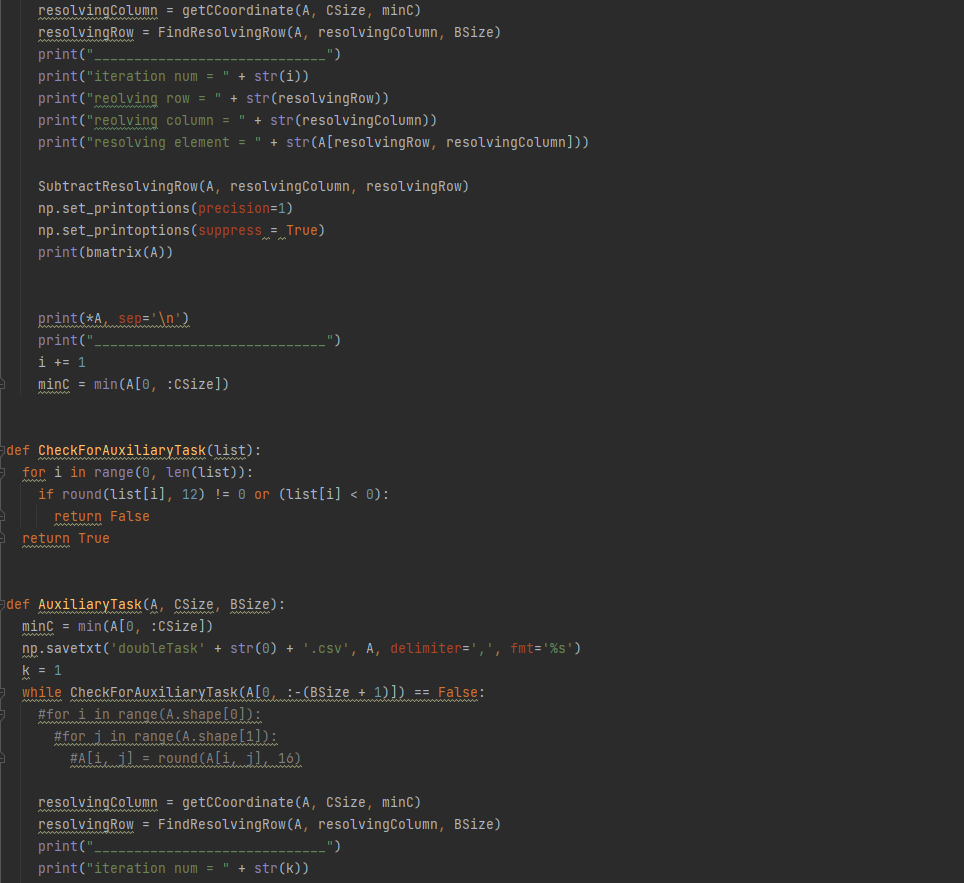 resolvingColumn = getCCoordinate(A, CSize, minC)
resolvingRow = FindResolvingRow(A, resolvingColumn, BSize)
print("_____________________________")
print("iteration num = " + str(i))
print("reolving row = " + str(resolvingRow))
print("reolving column = " + str(resolvingColumn))
print("resolving element = " + str(A[resolvingRow, resolvingColumn]))
SubtractResolvingRow(A, resolvingColumn, resolvingRow)
np.set_printoptions(precision=1)
np.set_printoptions(suppress = True)
print(bmatrix(A))
print(*A, sep='\n')
print("_____________________________")
i += 1
minC = min(A[0, :CSize])
def CheckForAuxiliaryTask(list):
for i in range(0, len(list)):
if round(list[i], 12) != 0 or (list[i] < 0):
return False
return True
def AuxiliaryTask(A, CSize, BSize):
minC = min(A[0, :CSize])
np.savetxt('doubleTask' + str(0) + '.csv', A, delimiter=',', fmt='%s')
k = 1
while CheckForAuxiliaryTask(A[0, :-(BSize + 1)]) == False:
#for i in range(A.shape[0]):
#for j in range(A.shape[1]):
#A[i, j] = round(A[i, j], 16)
resolvingColumn = getCCoordinate(A, CSize, minC)
resolvingRow = FindResolvingRow(A, resolvingColumn, BSize)
print("_____________________________")
print("iteration num = " + str(k))